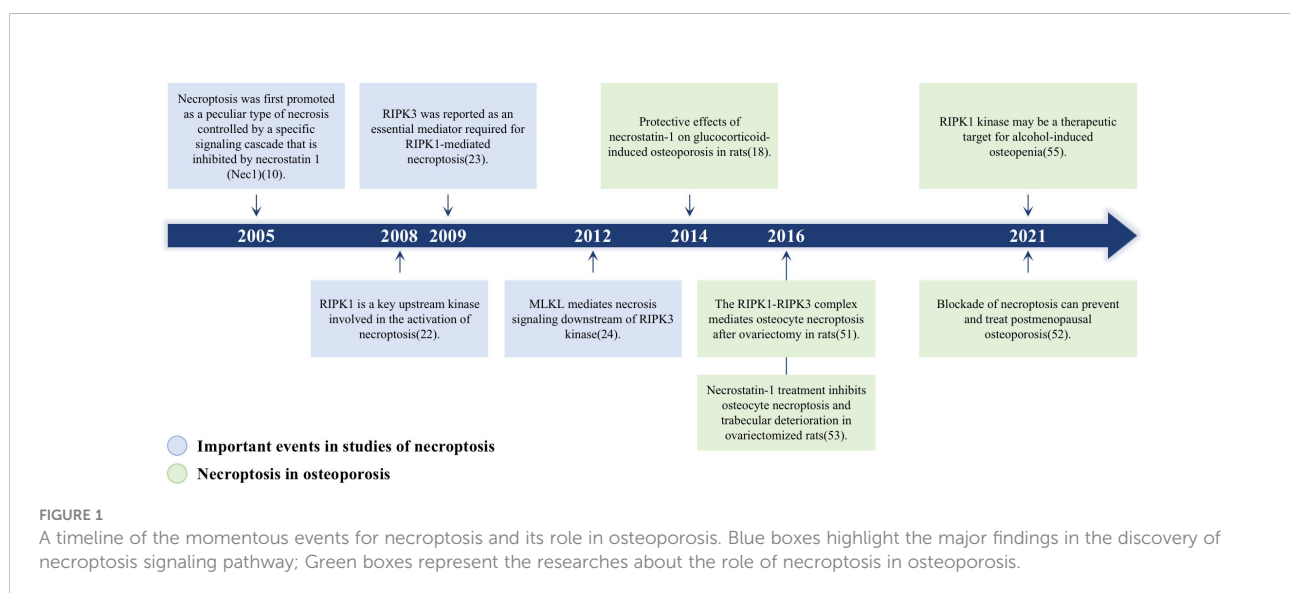 Necroptosis was first promoted
as a peculiar type of necrosis
controlled by a specific
signaling cascade that is
inhibited by necrostatin 1
(Nec1)(10).
RIPK3 was reported as an
essential mediator required for
RIPK1-mediated
necroptosis(23).
Protective effects of
necrostatin-1 on glucocorticoid-
induced osteoporosis in rats(18).
RIPK1 kinase may be a therapeutic
target for alcohol-induced
osteopenia(55).
2005
2008
2009
2012
2014
2016
2021
RIPK1 is a key upstream kinase
involved in the activation of
necroptosis(22).
MLKL mediates necrosis
signaling downstream of RIPK3
kinase(24).
The RIPK1-RIPK3 complex
mediates osteocyte necroptosis
after ovariectomy in rats(51).
Blockade of necroptosis can prevent
and treat postmenopausal
osteoporosis(52).
Necrostatin-1 treatment inhibits
osteocyte necroptosis and
trabecular deterioration in
ovariectomized rats(53).
Important events in studies of necroptosis
Necroptosis in osteoporosis
FIGURE 1
A timeline of the momentous events for necroptosis and its role in osteoporosis. Blue boxes highlight the major findings in the discovery of
necroptosis signaling pathway; Green boxes represent the researches about the role of necroptosis in osteoporosis.